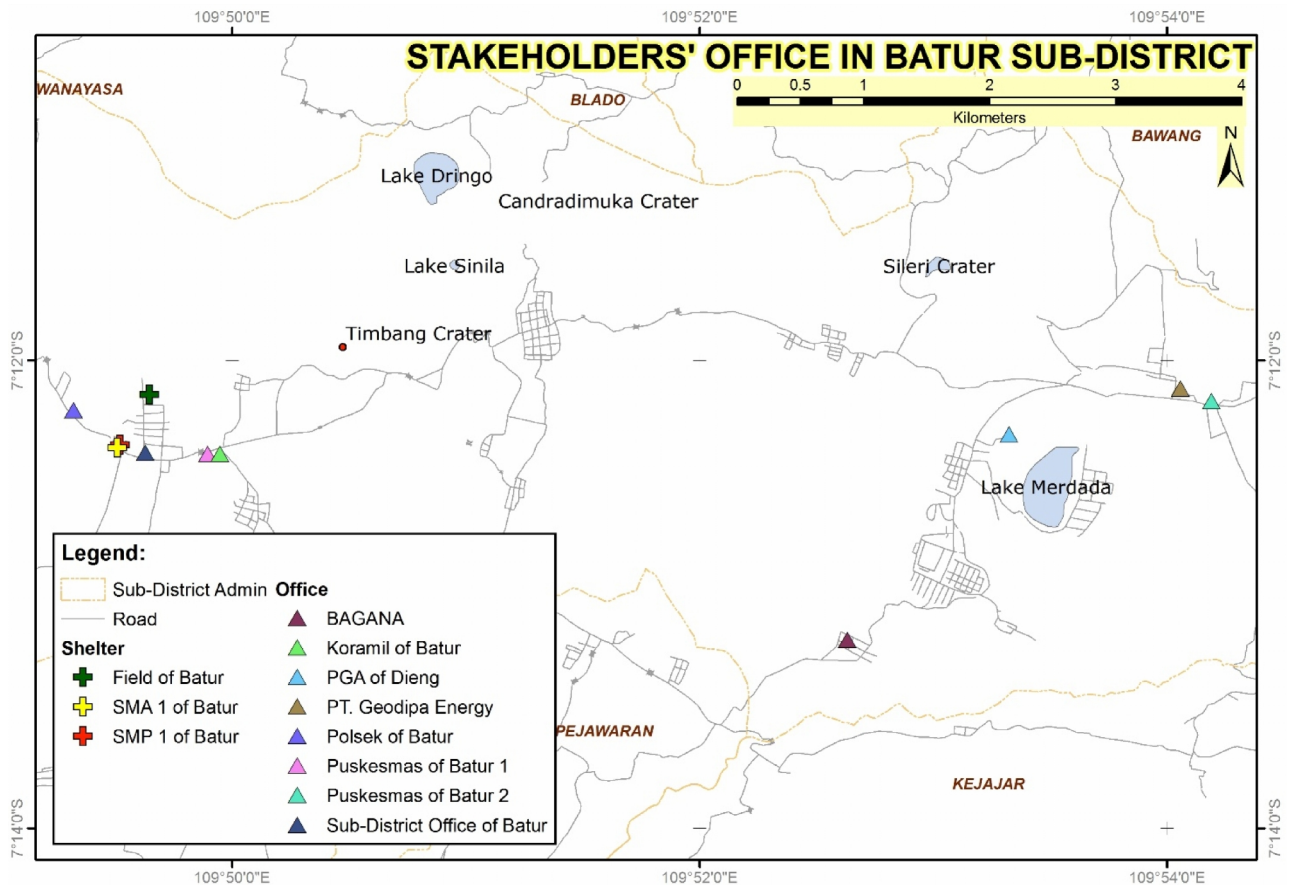 109°50'0"E 109°52'0"E 109°54'0"E
STAKEHOLDERS' OFFICE IN BATUR SUB-DISTRICT
0 0.5 1 2 3 4
Kilometers
WANAYASA
BLADO
BAWANG
N
Lake Dringo
Candradimuka Crater
Lake Sinila
Sileri Crater
Timbang Crater
7°12'0"S 7°12'0"S
Lake Merdada
Legend:
Sub-District Admin
Road
Shelter
Field of Batur
SMA 1 of Batur
SMP 1 of Batur
Office
BAGANA
Koramil of Batur
PGA of Dieng
PT. Geodipa Energy
Polsek of Batur
Puskesmas of Batur 1
Puskesmas of Batur 2
Sub-District Office of Batur
PEJAWARAN
KEJAJAR
7°14'0"S 7°14'0"S
109°50'0"E 109°52'0"E 109°54'0"E